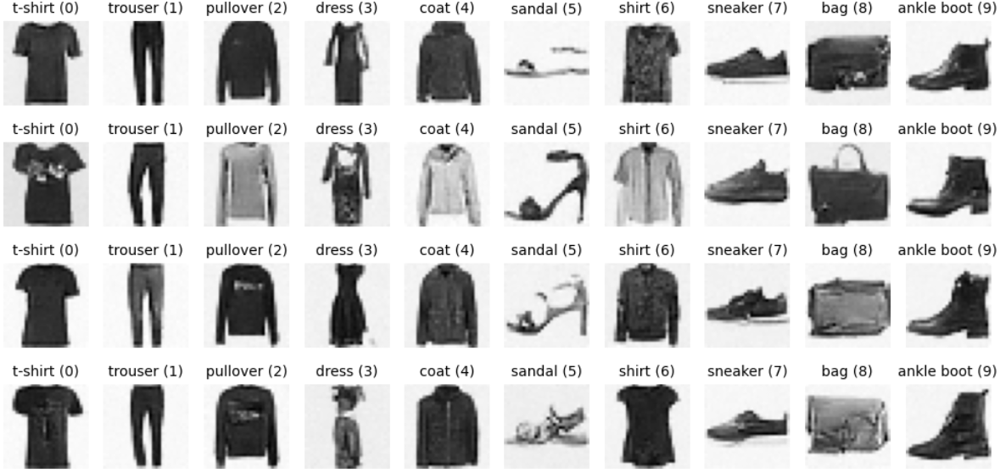 t-shirt (0) trouser (1) pullover (2) dress (3) coat (4) sandal (5) shirt (6) sneaker (7) bag (8) ankle boot (9)
t-shirt (0) trouser (1) pullover (2) dress (3) coat (4) sandal (5) shirt (6) sneaker (7) bag (8) ankle boot (9)
t-shirt (0) trouser (1) pullover (2) dress (3) coat (4) sandal (5) shirt (6) sneaker (7) bag (8) ankle boot (9)
t-shirt (0) trouser (1) pullover (2) dress (3) coat (4) sandal (5) shirt (6) sneaker (7) bag (8) ankle boot (9)